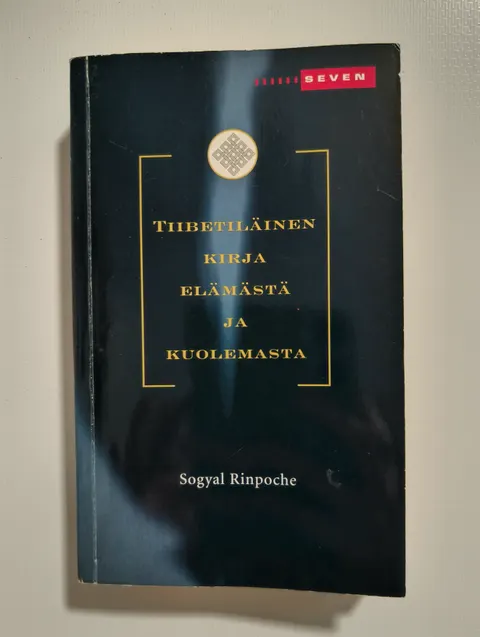 SEVEN
TIIBETILÄINEN
KIRJA
ELÄMÄSTÄ
JA
KUOLEMASTA
Sogyal Rinpoche